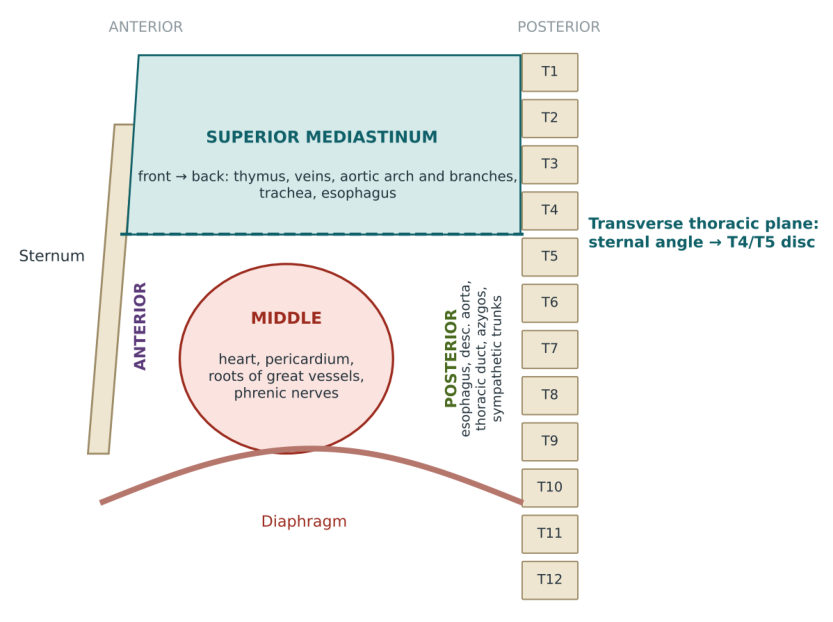 ANTERIOR
POSTERIOR
T1
T2
SUPERIOR MEDIASTINUM
T3
front → back: thymus, veins, aortic arch and branches,
trachea, esophagus
T4
Transverse thoracic plane:
sternal angle → T4/T5 disc
Sternum
T5
ANTERIOR
MIDDLE
heart, pericardium,
roots of great vessels,
phrenic nerves
POSTERIOR
esophagus, desc. aorta,
thoracic duct, azygos,
sympathetic trunks
T6
T7
T8
T9
T10
Diaphragm
T11
T12